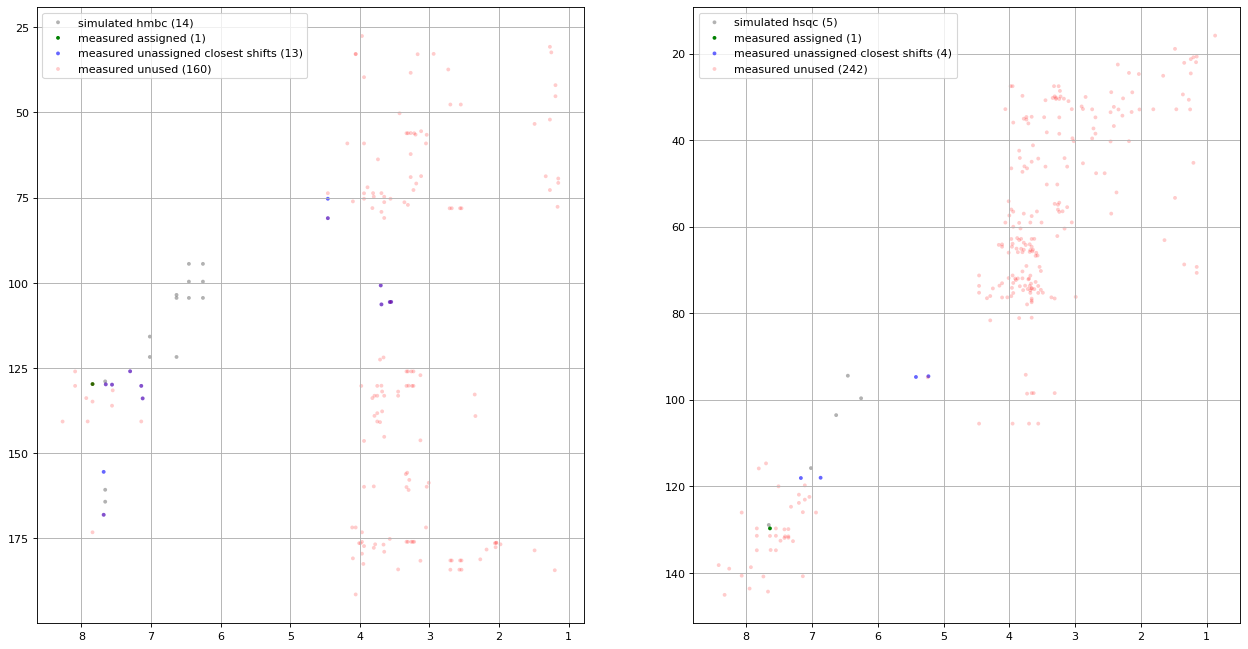 simulated hmbc (14)
measured assigned (1)
measured unassigned closest shifts (13)
measured unused (160)
25
50
75
100
125
150
175
8 7 6 5 4 3 2 1
simulated hsqc (5)
measured assigned (1)
measured unassigned closest shifts (4)
measured unused (242)
20
40
60
80
100
120
140
8 7 6 5 4 3 2 1